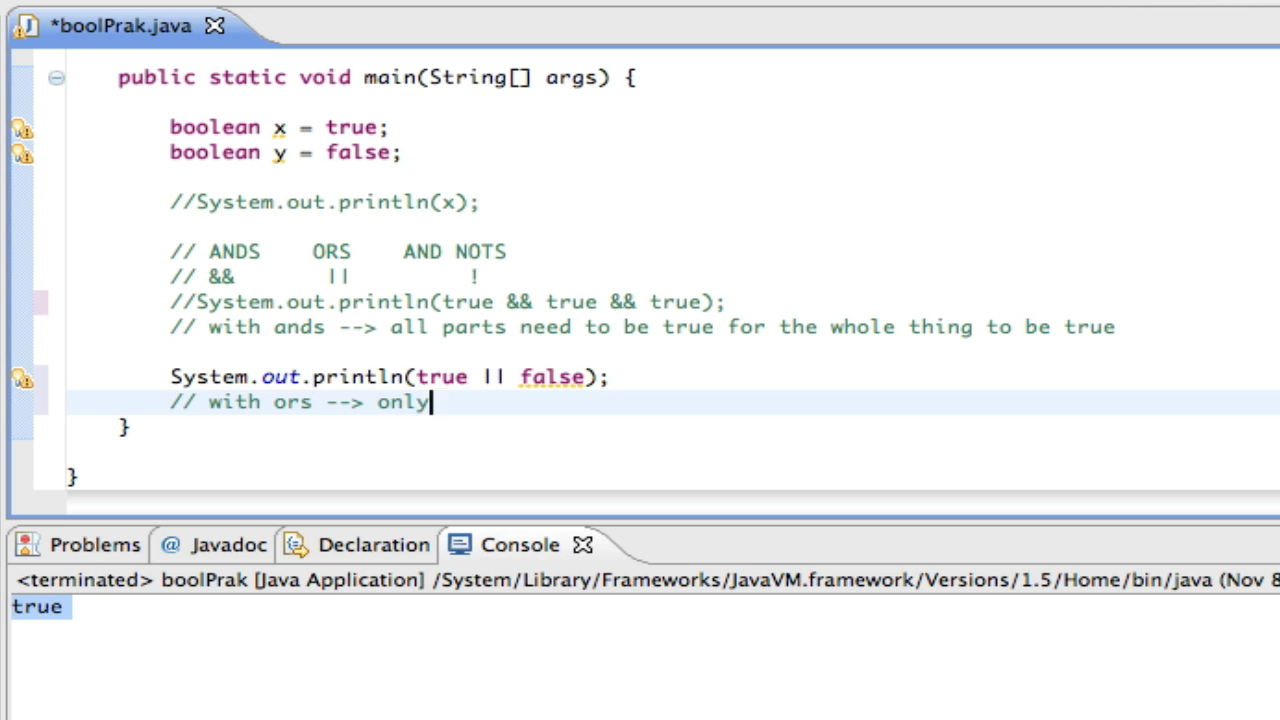 *boolPrak.java
public static void main(String[] args) {
boolean x = true;
boolean y = false;
//System.out.println(x);
// ANDS ORS AND NOTS
// && || !
//System.out.println(true && true && true);
// with ands --> all parts need to be true for the whole thing to be true
System.out.println(true || false);
// with ors --> only
}
}
Problems @ Javadoc Declaration Console
<terminated> boolPrak [Java Application] /System/Library/Frameworks/JavaVM.framework/Versions/1.5/Home/bin/java (Nov 8
true